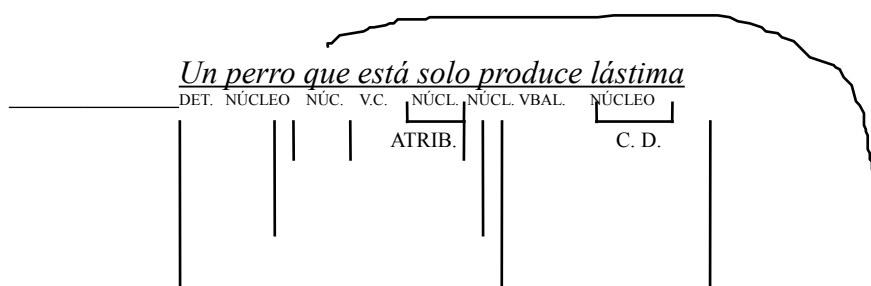 Un perro que está solo produce lástima
DET. NÚCLEO NÚC. V.C. NÚCL. NÚCL. VBAL. NÚCLEO
ATRIB. C. D.